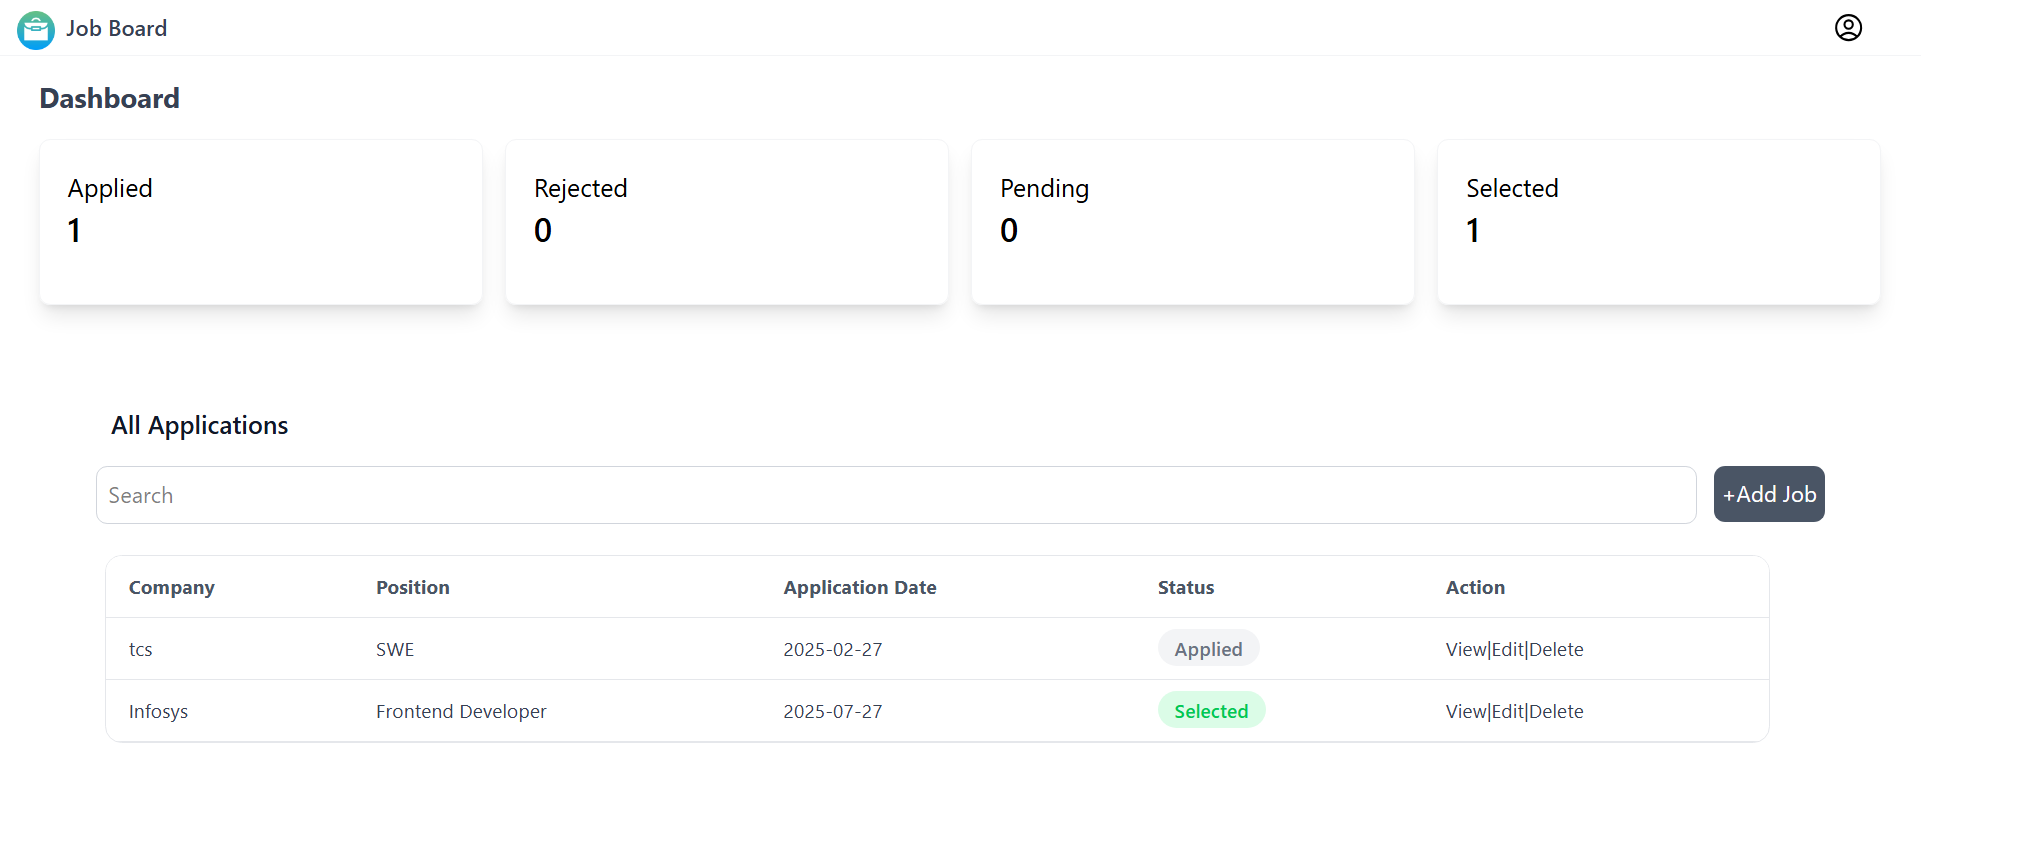 Job Board
Dashboard
Applied Rejected Pending Selected
1 0 0 1
All Applications
Search +Add Job
Company Position Application Date Status Action
tcs SWE 2025-02-27 Applied View|Edit|Delete
Infosys Frontend Developer 2025-07-27 Selected View|Edit|Delete